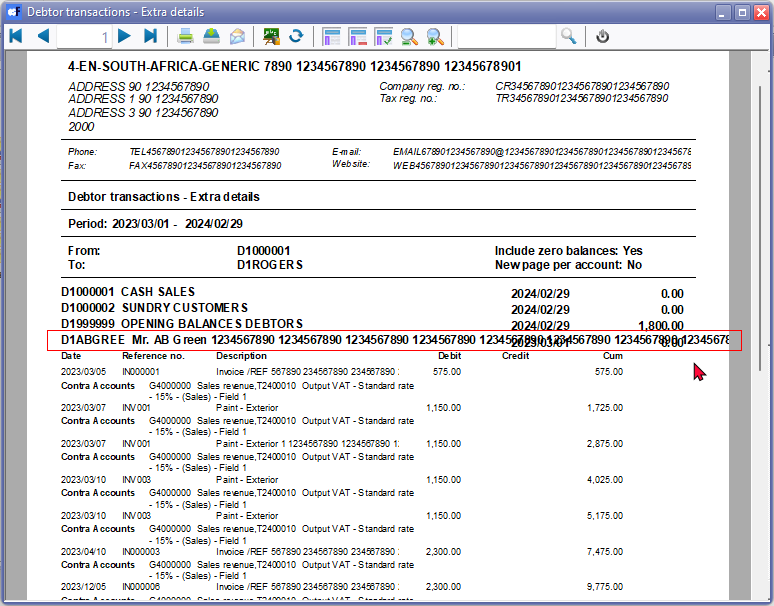 Debtor transactions - Extra details
1
4-EN-SOUTH-AFRICA-GENERIC 7890 1234567890 1234567890 12345678901
ADDRESS 90 1234567890 Company reg. no.: CR34567890123456789012345678​90
ADDRESS 1 90 1234567890 Tax reg. no.: TR3456789012345678901234567890
ADDRESS 3 90 1234567890
2000
Phone: TEL456789012345678901234567890 E-mail: EMAIL678901234567890@1234567890123456789012345678
Fax: FAX456789012345678901234567890 Website: WEB4567890123456789012345678901234567890123456789
Debtor transactions - Extra details
Period: 2023/03/01 - 2024/02/29
From: D1000001 Include zero balances: Yes
To: D1ROGERS New page per account: No
D1000001 CASH SALES 2024/02/29 0.00
D1000002 SUNDRY CUSTOMERS 2024/02/29 0.00
D1999999 OPENING BALANCES DEBTORS 2024/02/29 1,800.00
D1ABGREE Mr. AB Green 1234567890 1234567890 1234567890 1234567890 1234567890 1234567890 1234567890 12345678
2023/03/01 0.00
Date Reference no. Description Debit Credit Cum
2023/03/05 IN000001 Invoice /REF 567890 234567890 234567890 575.00 575.00
Contra Accounts G4000000 Sales revenue,T2400010 Output VAT - Standard rate
- 15% - (Sales) - Field 1
2023/03/07 INV001 Paint - Exterior 1,150.00 1,725.00
Contra Accounts G4000000 Sales revenue,T2400010 Output VAT - Standard rate
- 15% - (Sales) - Field 1
2023/03/07 INV001 Paint - Exterior 1 1234567890 1234567890 1 1,150.00 2,875.00
Contra Accounts G4000000 Sales revenue,T2400010 Output VAT - Standard rate
- 15% - (Sales) - Field 1
2023/03/10 INV003 Paint - Exterior 1,150.00 4,025.00
Contra Accounts G4000000 Sales revenue,T2400010 Output VAT - Standard rate
- 15% - (Sales) - Field 1
2023/03/10 INV003 Paint - Exterior 1,150.00 5,175.00
Contra Accounts G4000000 Sales revenue,T2400010 Output VAT - Standard rate
- 15% - (Sales) - Field 1
2023/04/10 IN000003 Invoice /REF 567890 234567890 234567890 2,300.00 7,475.00
Contra Accounts G4000000 Sales revenue,T2400010 Output VAT - Standard rate
- 15% - (Sales) - Field 1
2023/12/05 IN000006 Invoice /REF 567890 234567890 234567890 2,300.00 9,775.00